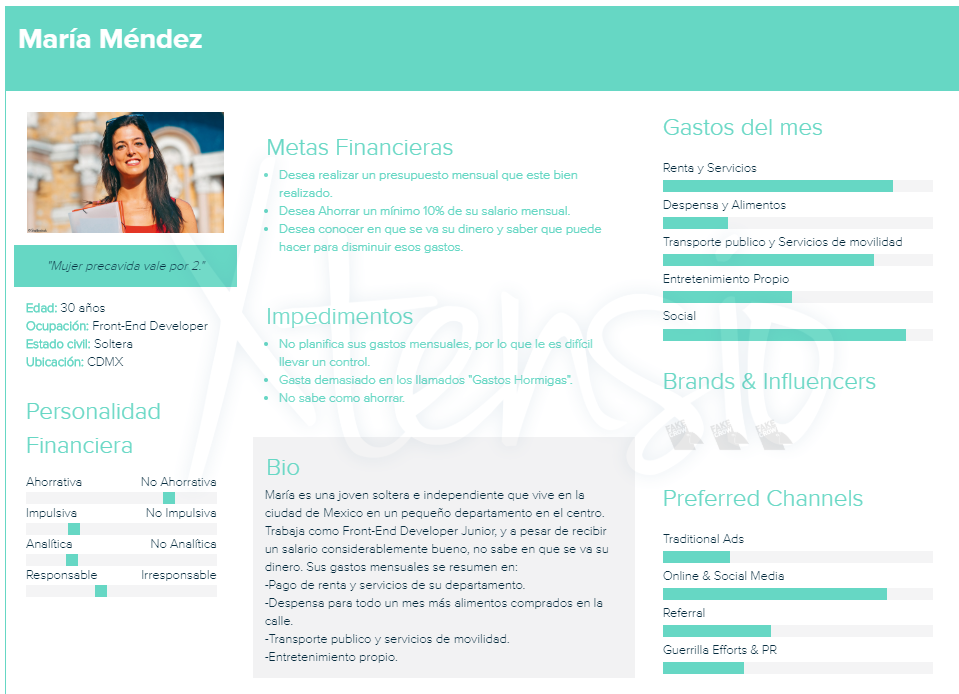 María Méndez
"Mujer precavida vale por 2."
Edad: 30 años
Ocupación: Front-End Developer
Estado civil: Soltera
Ubicación: CDMX
Personalidad
Financiera
Ahorrativa No Ahorrativa
Impulsiva No Impulsiva
Analítica No Analítica
Responsable Irresponsable
Metas Financieras
Desea realizar un presupuesto mensual que este bien
realizado.
Desea Ahorrar un mínimo 10% de su salario mensual.
Desea conocer en que se va su dinero y saber que puede
hacer para disminuir esos gastos.
Impedimentos
No planifica sus gastos mensuales, por lo que le es difícil
llevar un control.
Gasta demasiado en los llamados "Gastos Hormigas".
No sabe como ahorrar.
Bio
María es una joven soltera e independiente que vive en la
ciudad de Mexico en un pequeño departamento en el centro.
Trabaja como Front-End Developer Junior, y a pesar de recibir
un salario considerablemente bueno, no sabe en que se va su
dinero. Sus gastos mensuales se resumen en:
-Pago de renta y servicios de su departamento.
-Despensa para todo un mes más alimentos comprados en la
calle.
-Transporte publico y servicios de movilidad.
-Entretenimiento propio.
Gastos del mes
Renta y Servicios
Despensa y Alimentos
Transporte publico y Servicios de movilidad
Entretenimiento Propio
Social
Brands & Influencers
Preferred Channels
Traditional Ads
Online & Social Media
Referral
Guerrilla Efforts & PR
Xtensio